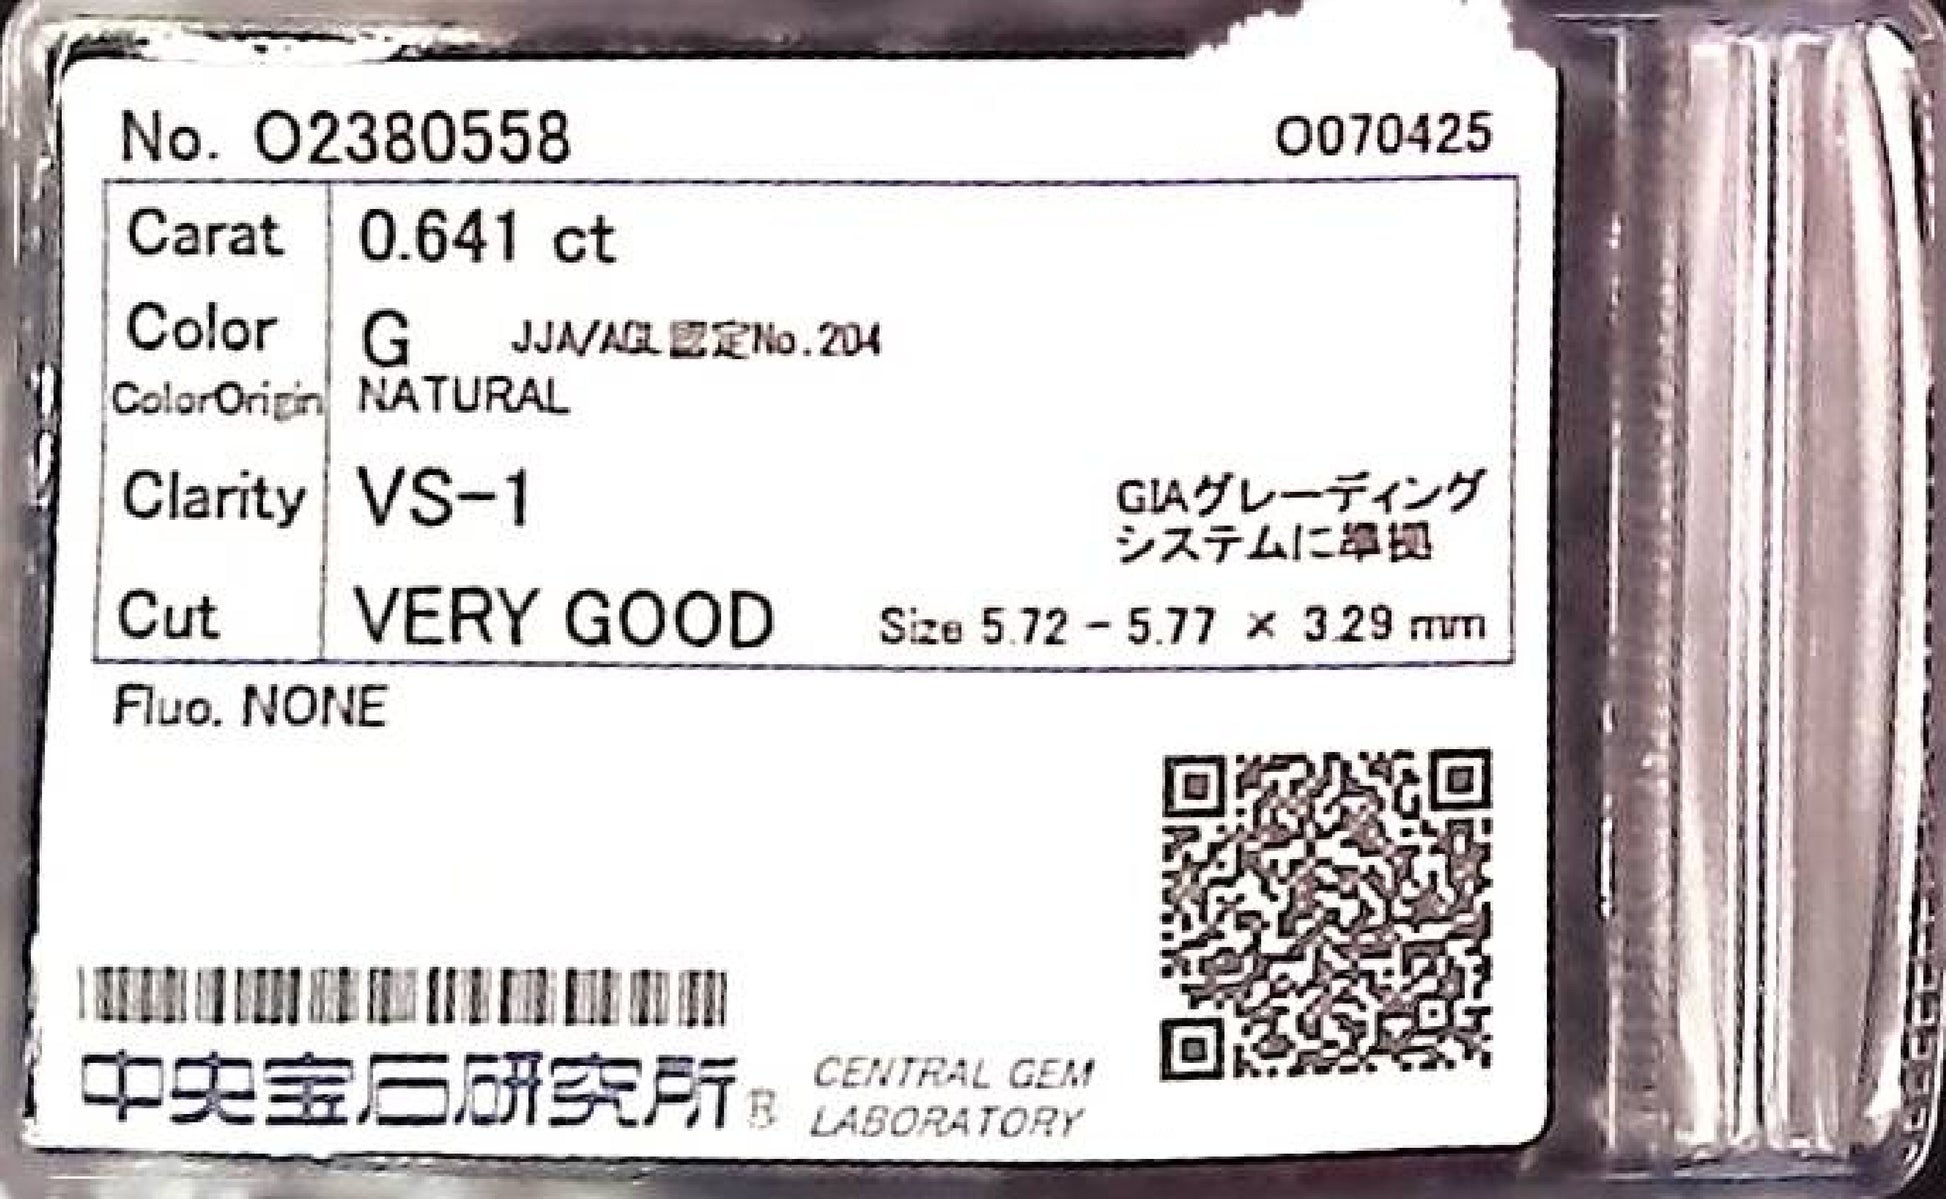 No. O2380558 O070425
Carat 0.641 ct
Color G JJA/AGL認定No.204
ColorOrigin NATURAL
Clarity VS-1 GIAグレーディング
システムに準拠
Cut VERY GOOD Size 5.72 - 5.77 × 3.29 mm
Fluo. NONE
中央宝石研究所® CENTRAL GEM
LABORATORY